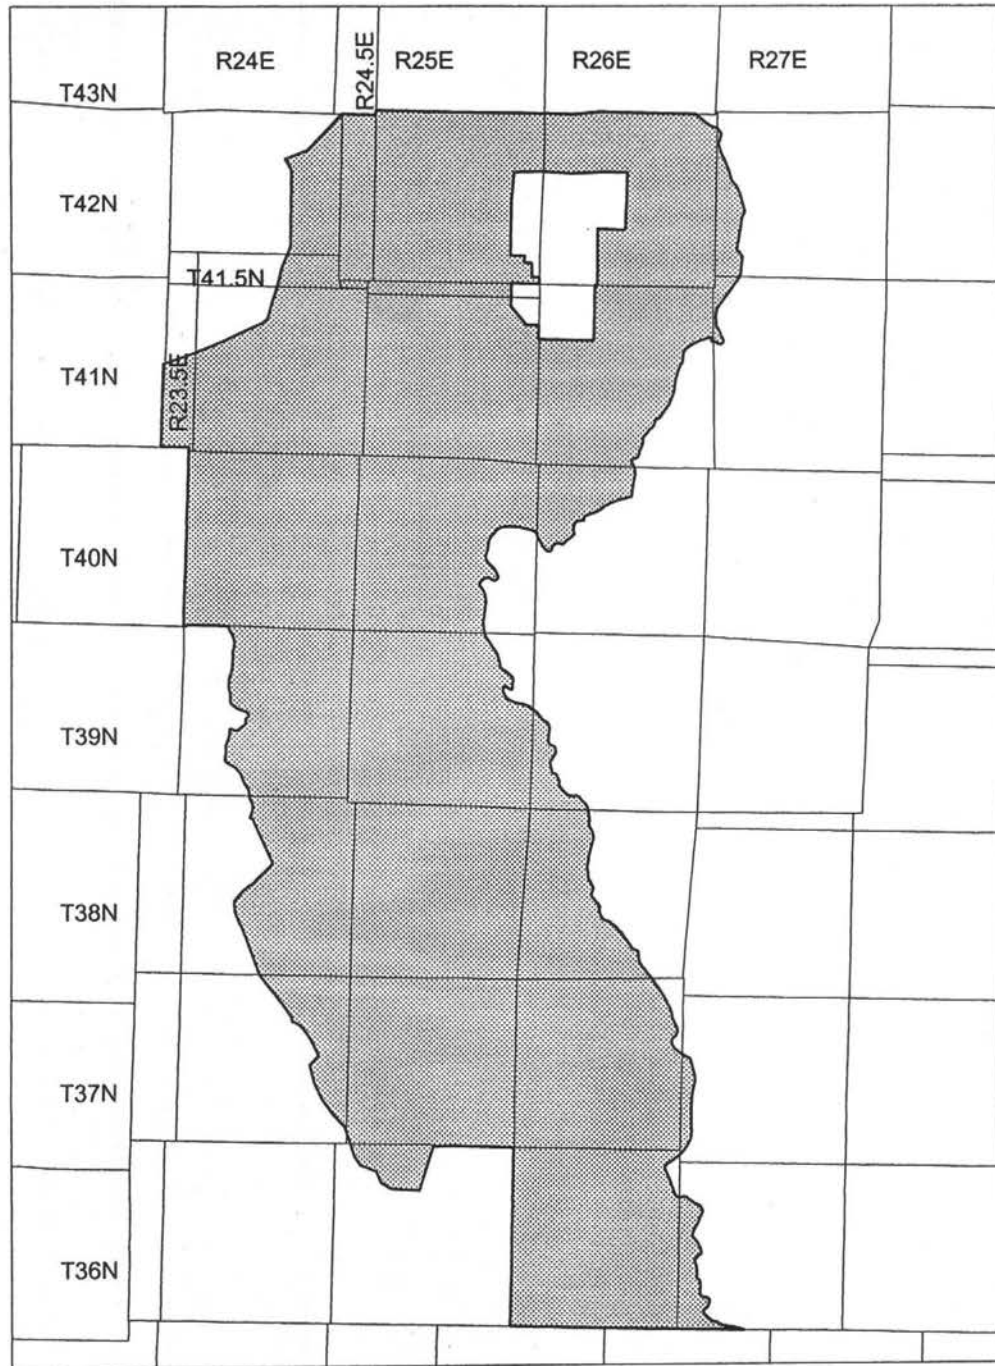 R24E
R24.5E
R25E
R26E
R27E
T43N
T42N
T41.5N
T41N
R23.5E
T40N
T39N
T38N
T37N
T36N